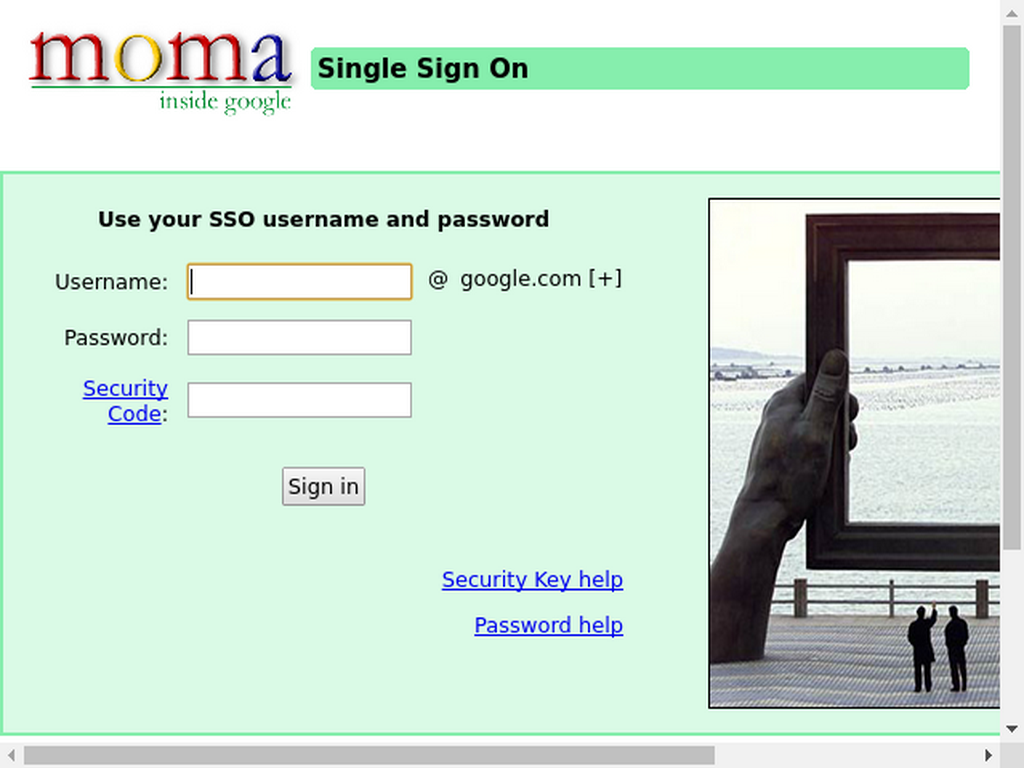 moma
inside google
Single Sign On
Use your SSO username and password
Username:
@ google.com [+]
Password:
Security
Code:
Sign in
Security Key help
Password help